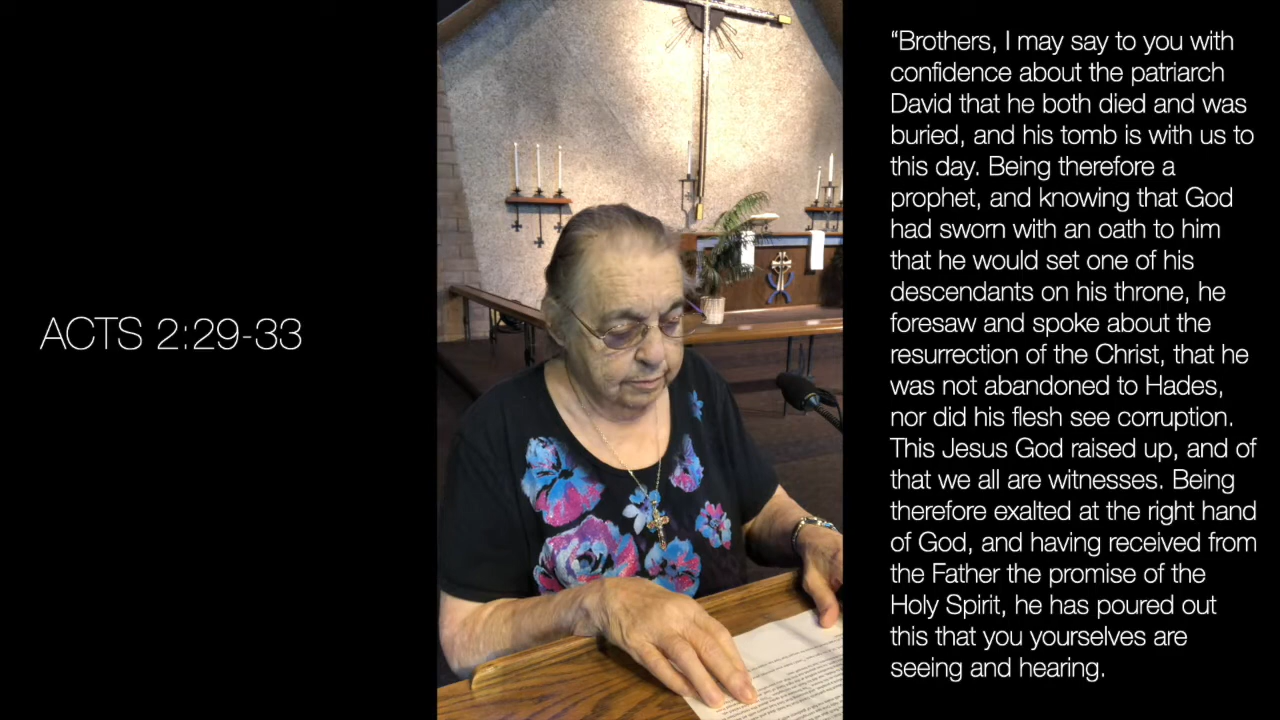 ACTS 2:29-33
“Brothers, I may say to you with
confidence about the patriarch
David that he both died and was
buried, and his tomb is with us to
this day. Being therefore a
prophet, and knowing that God
had sworn with an oath to him
that he would set one of his
descendants on his throne, he
foresaw and spoke about the
resurrection of the Christ, that he
was not abandoned to Hades,
nor did his flesh see corruption.
This Jesus God raised up, and of
that we all are witnesses. Being
therefore exalted at the right hand
of God, and having received from
the Father the promise of the
Holy Spirit, he has poured out
this that you yourselves are
seeing and hearing.